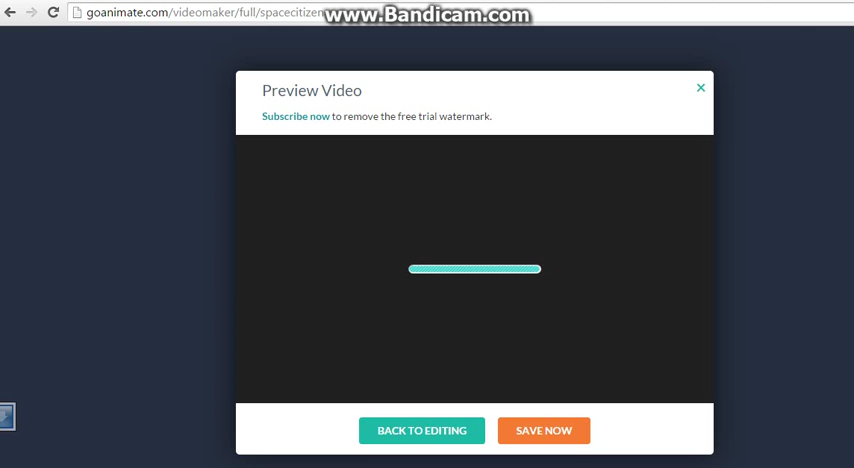 goanimate.com/videomaker/full/spacecitizen
www.Bandicam.com
Preview Video
Subscribe now to remove the free trial watermark.
BACK TO EDITING
SAVE NOW